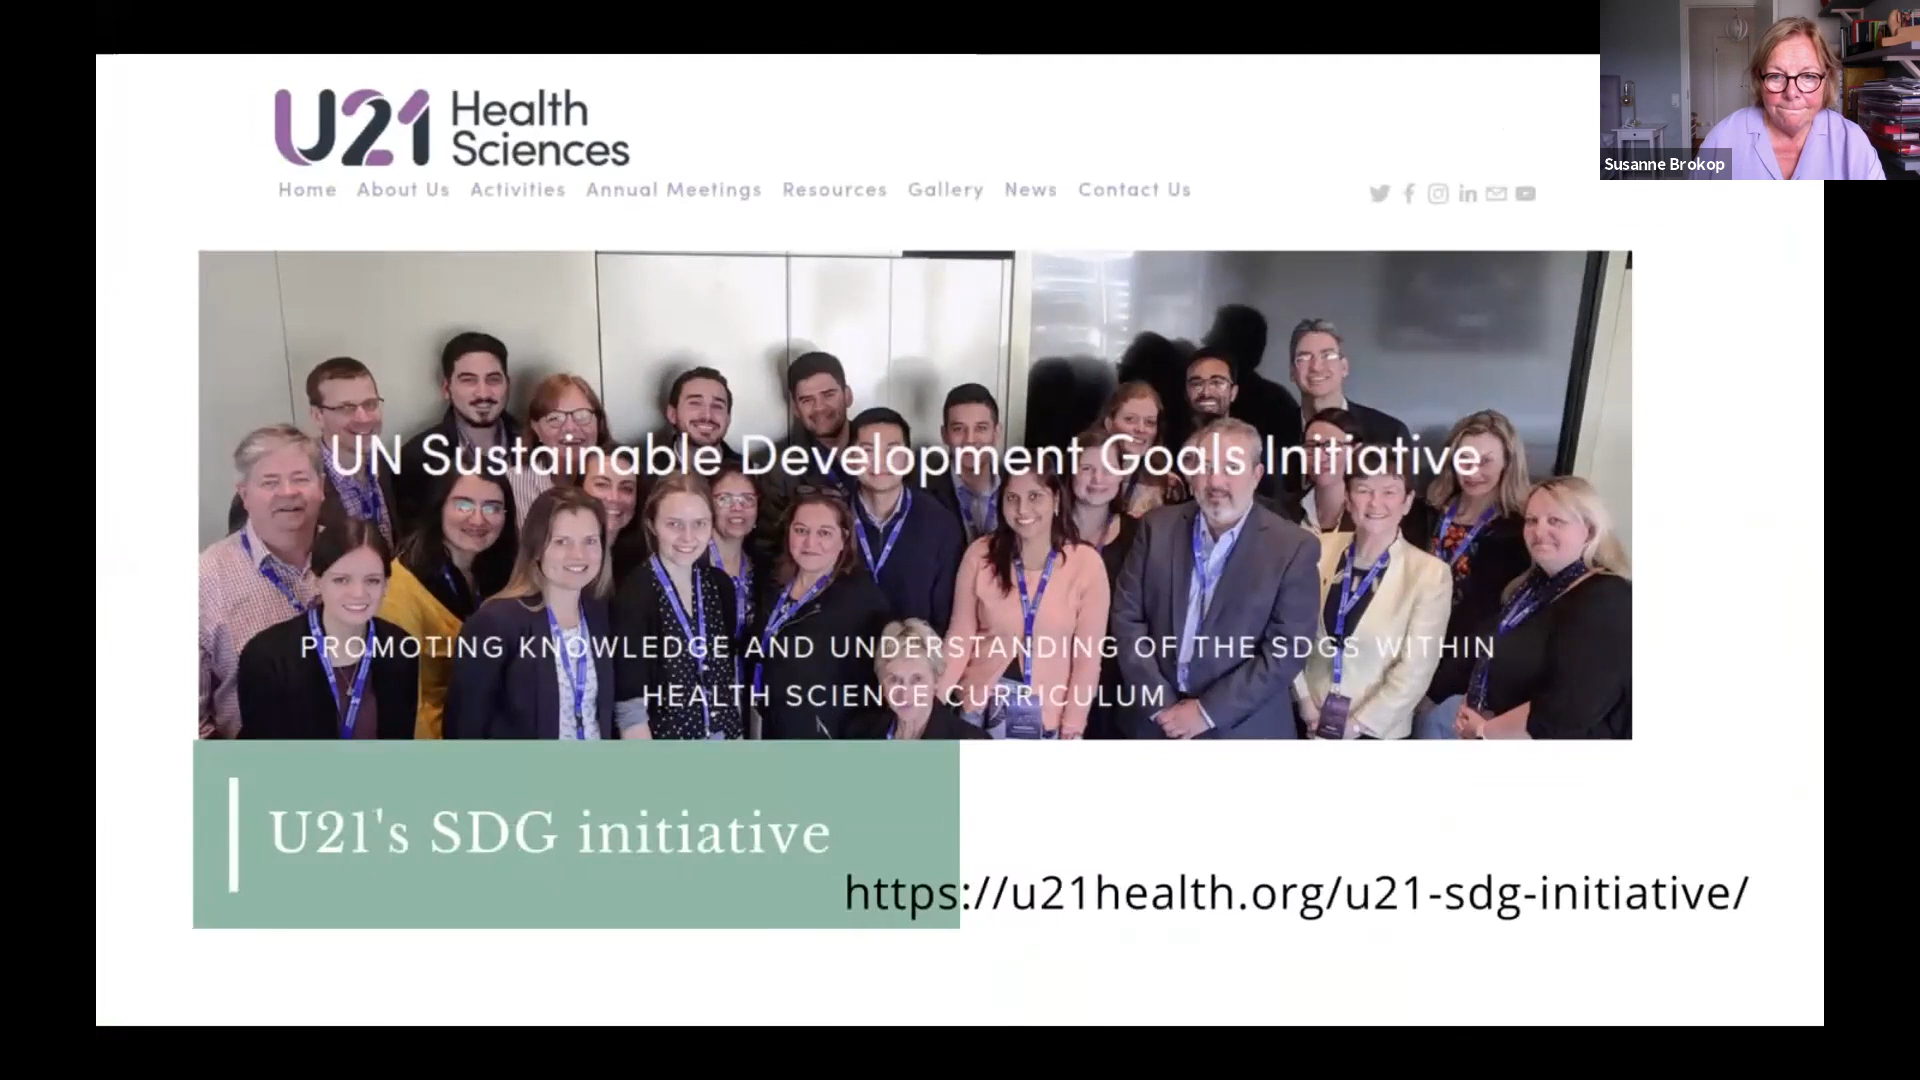 U21 Health
Sciences
Home About Us Activities Annual Meetings Resources Gallery News Contact Us
Susanne Brokop
UN Sustainable Development Goals Initiative
PROMOTING KNOWLEDGE AND UNDERSTANDING OF THE SDGS WITHIN
HEALTH SCIENCE CURRICULUM
U21's SDG initiative
https://u21health.org/u21-sdg-initiative/